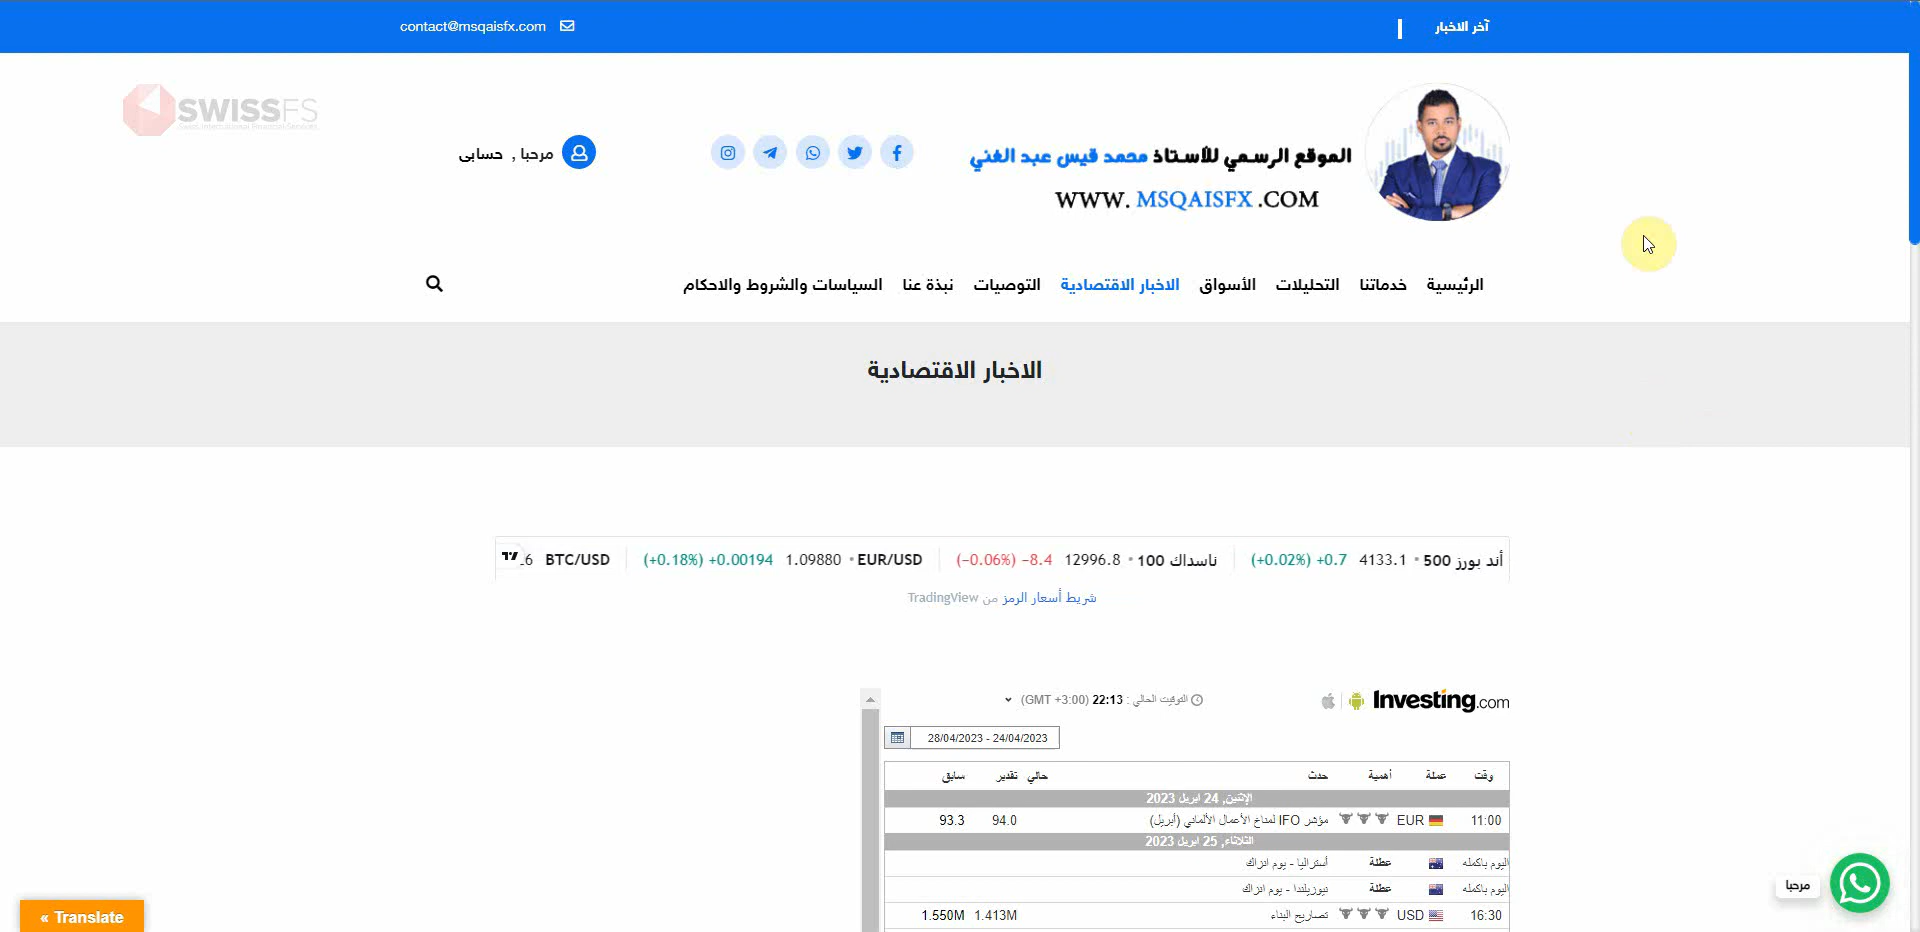 آخر الاخبار
contact@msqaisfx.com
SWISSFS
Swiss International Financial Services
الموقع الرسمي للأستاذ محمد قيس عبد الغني
WWW. MSQAISFX .COM
مرحبا , حسابى
الرئيسية خدماتنا التحليلات الأسواق الاخبار الاقتصادية التوصيات نبذة عنا السياسات والشروط والاحكام
الاخبار الاقتصادية
أند بورز 500 • 4133.1 +0.7 (+0.02%) ناسداك 100 • 12996.8 −8.4 (−0.06%) EUR/USD • 1.09880 +0.00194 (+0.18%) BTC/USD
شريط أسعار الرمز من TradingView
Investing.com
التوقيت الحالي : 22:13 (GMT +3:00)
24/04/2023 - 28/04/2023
وقت عملة أهمية حدث حالي تقدير سابق
الإثنين, 24 ابريل 2023
11:00 EUR مؤشر IFO لمناخ الأعمال الألماني (أبريل) 94.0 93.3
الثلاثاء, 25 ابريل 2023
اليوم باكمله عطلة أستراليا - يوم انزاك
اليوم باكمله عطلة نيوزيلندا - يوم انزاك
16:30 USD تصاريح البناء 1.413M 1.550M
مرحبا
« Translate